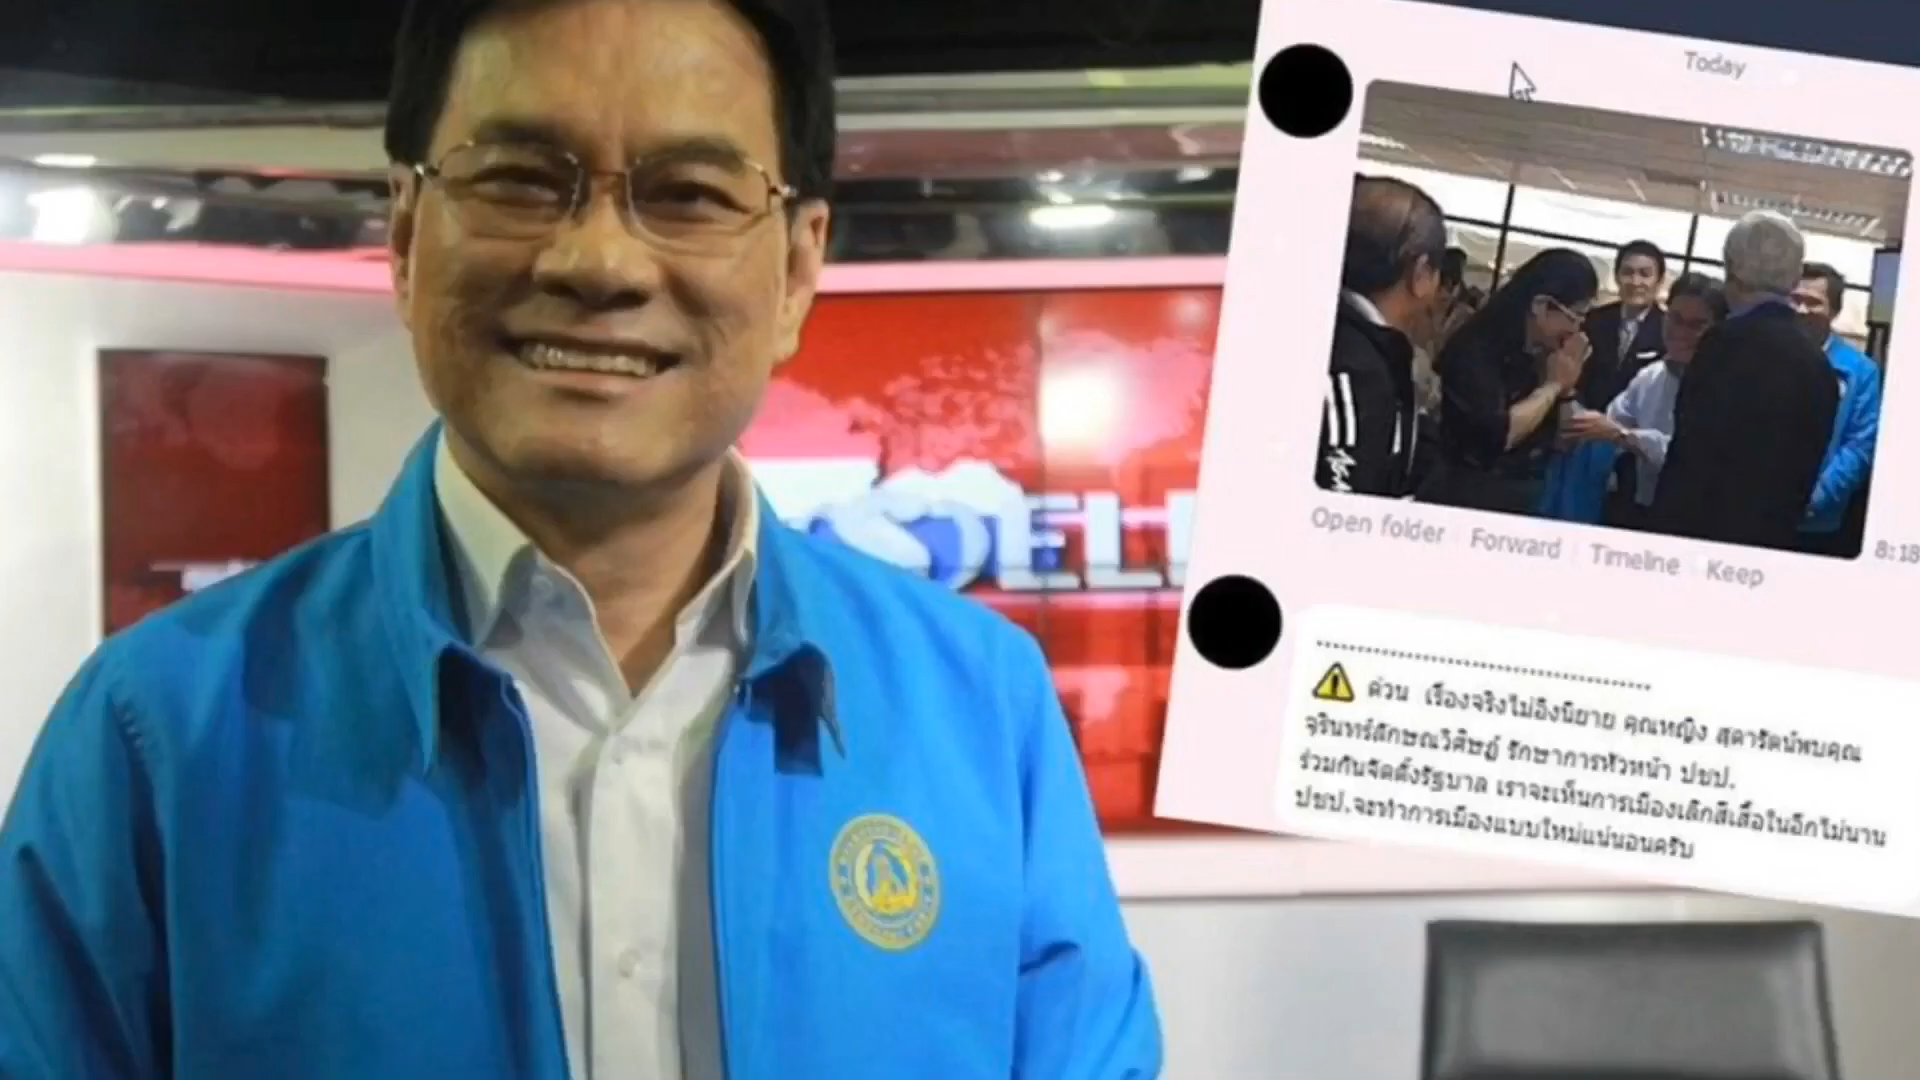 Today
Open folder Forward Timeline Keep
8:18
ด่วน เรื่องจริงไม่อิงนิยาย คุณหญิง สุดารัตน์พบคุณ
จุรินทร์ลักษณวิศิษฏ์ รักษาการหัวหน้า ปชป.
ร่วมกันจัดตั้งรัฐบาล เราจะเห็นการเมืองเลิกสีเสื้อในอีกไม่นาน
ปชป.จะทำการเมืองแบบใหม่แน่นอนครับ